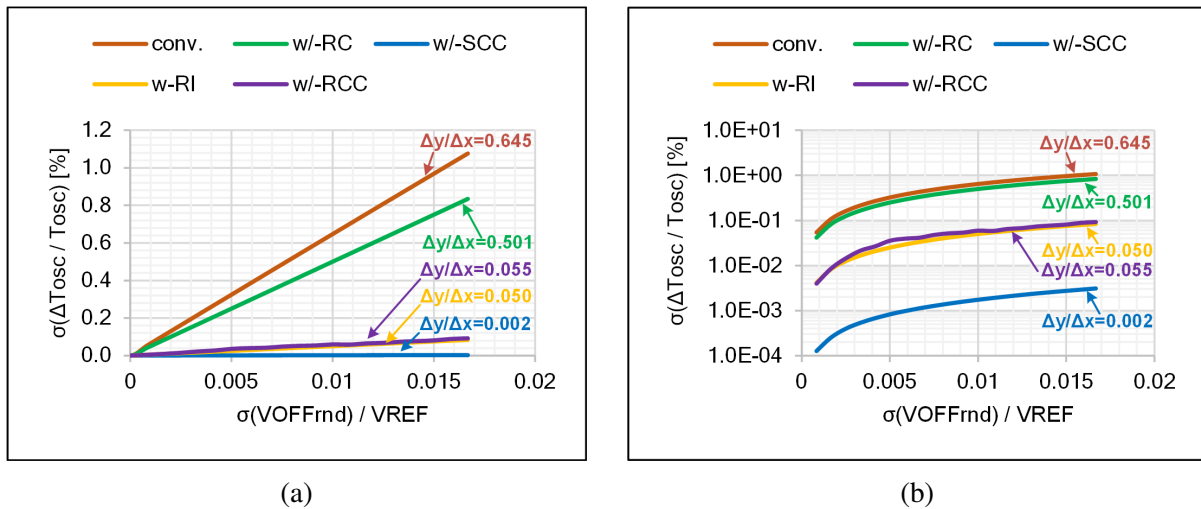 conv.
w/-RC
w/-SCC
w-RI
w/-RCC
σ(ΔTosc / Tosc) [%]
1.2
1.0
0.8
0.6
0.4
0.2
0.0
Δy/Δx=0.645
Δy/Δx=0.501
Δy/Δx=0.055
Δy/Δx=0.050
Δy/Δx=0.002
0
0.005
0.01
0.015
0.02
σ(VOFFrnd) / VREF
(a)
conv.
w/-RC
w/-SCC
w-RI
w/-RCC
σ(ΔTosc / Tosc) [%]
1.0E+01
1.0E+00
1.0E-01
1.0E-02
1.0E-03
1.0E-04
Δy/Δx=0.645
Δy/Δx=0.501
Δy/Δx=0.050
Δy/Δx=0.055
Δy/Δx=0.002
0
0.005
0.01
0.015
0.02
σ(VOFFrnd) / VREF
(b)